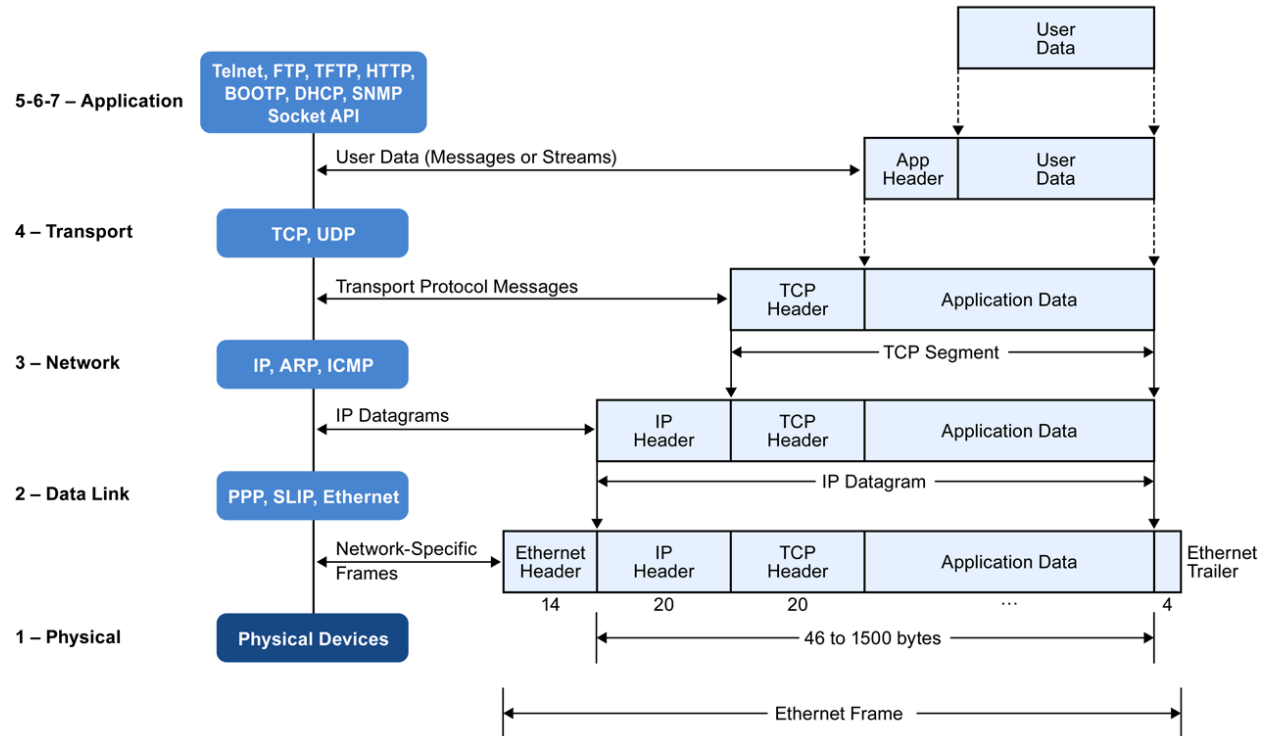 User
Data
Telnet, FTP, TFTP, HTTP,
BOOTP, DHCP, SNMP
Socket API
5-6-7 – Application
User Data (Messages or Streams)
App
Header
User
Data
4 – Transport
TCP, UDP
Transport Protocol Messages
TCP
Header
Application Data
TCP Segment
3 – Network
IP, ARP, ICMP
IP Datagrams
IP
Header
TCP
Header
Application Data
IP Datagram
2 – Data Link
PPP, SLIP, Ethernet
Network-Specific
Frames
Ethernet
Header
IP
Header
TCP
Header
Application Data
Ethernet
Trailer
14
20
20
...
4
1 – Physical
Physical Devices
46 to 1500 bytes
Ethernet Frame